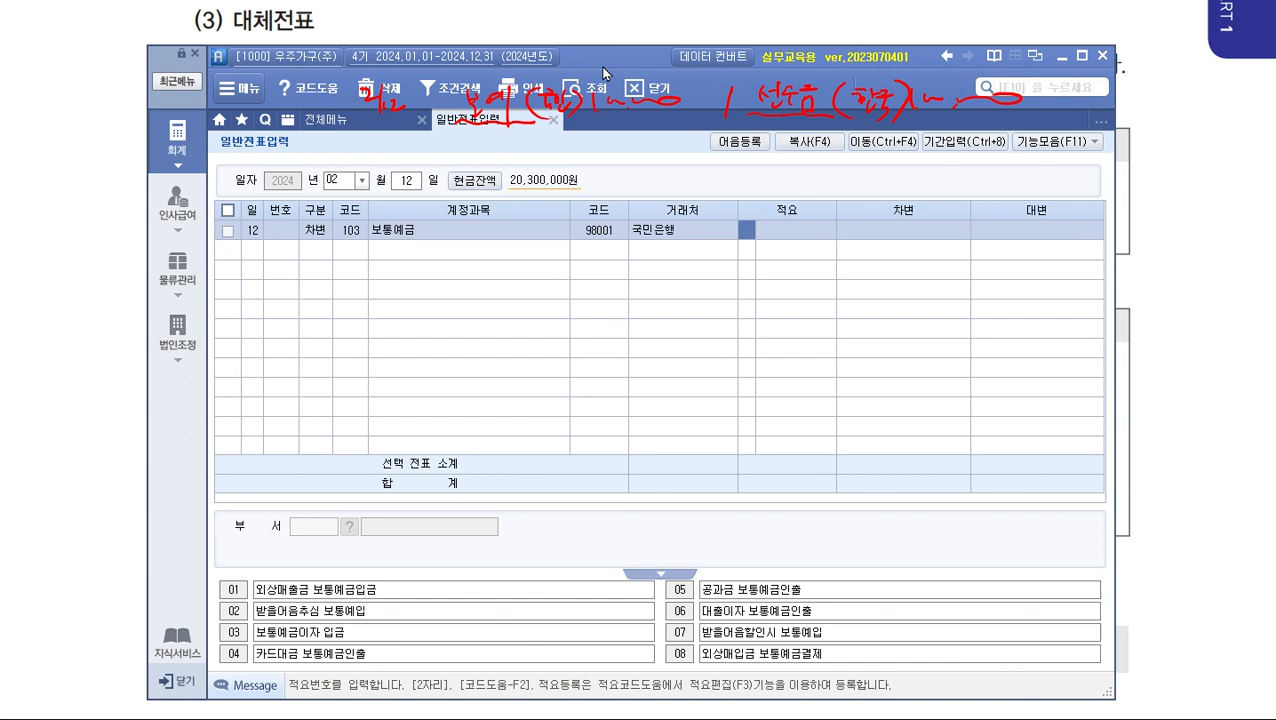 (3) 대체전표
RT 1
[1000] 우주가구(주) 4기 2024.01.01-2024.12.31 (2024년도) 데이터 컨버트 실무교육용 ver.2023070401
최근메뉴 메뉴 ? 코드도움 삭제 조건검색 조회 닫기 [F10] 을 누르세요
2/12
전체메뉴 일반전표입력
일반전표입력 어음등록 복사(F4) 이동(Ctrl+F4) 기간입력(Ctrl+8) 기능모음(F11)
회계
일자 2024 년 02 월 12 일 현금잔액 20,300,000원
인사급여
일 번호 구분 코드 계정과목 코드 거래처 적요 차변 대변
12 차변 103 보통예금 98001 국민은행
물류관리
법인조정
선택 전표 소계
합 계
부 서 ?
01 외상매출금 보통예금입금 05 공과금 보통예금인출
02 받을어음추심 보통예입 06 대출이자 보통예금인출
03 보통예금이자 입금 07 받을어음할인시 보통예입
04 카드대금 보통예금인출 08 외상매입금 보통예금결제
지식서비스
닫기
Message 적요번호를 입력합니다. [2자리], [코드도움-F2], 적요등록은 적요코드도움에서 적요편집(F3)기능을 이용하여 등록합니다.